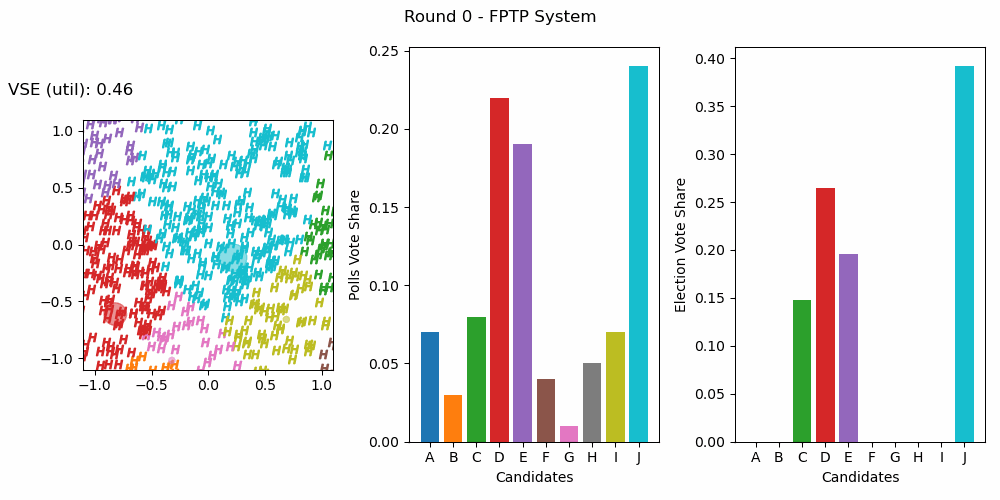 Round 0 - FPTP System
VSE (util): 0.46
1.0
0.5
0.0
−0.5
−1.0
−1.0 −0.5 0.0 0.5 1.0
Polls Vote Share
0.25
0.20
0.15
0.10
0.05
0.00
A B C D E F G H I J
Candidates
Election Vote Share
0.40
0.35
0.30
0.25
0.20
0.15
0.10
0.05
0.00
A B C D E F G H I J
Candidates